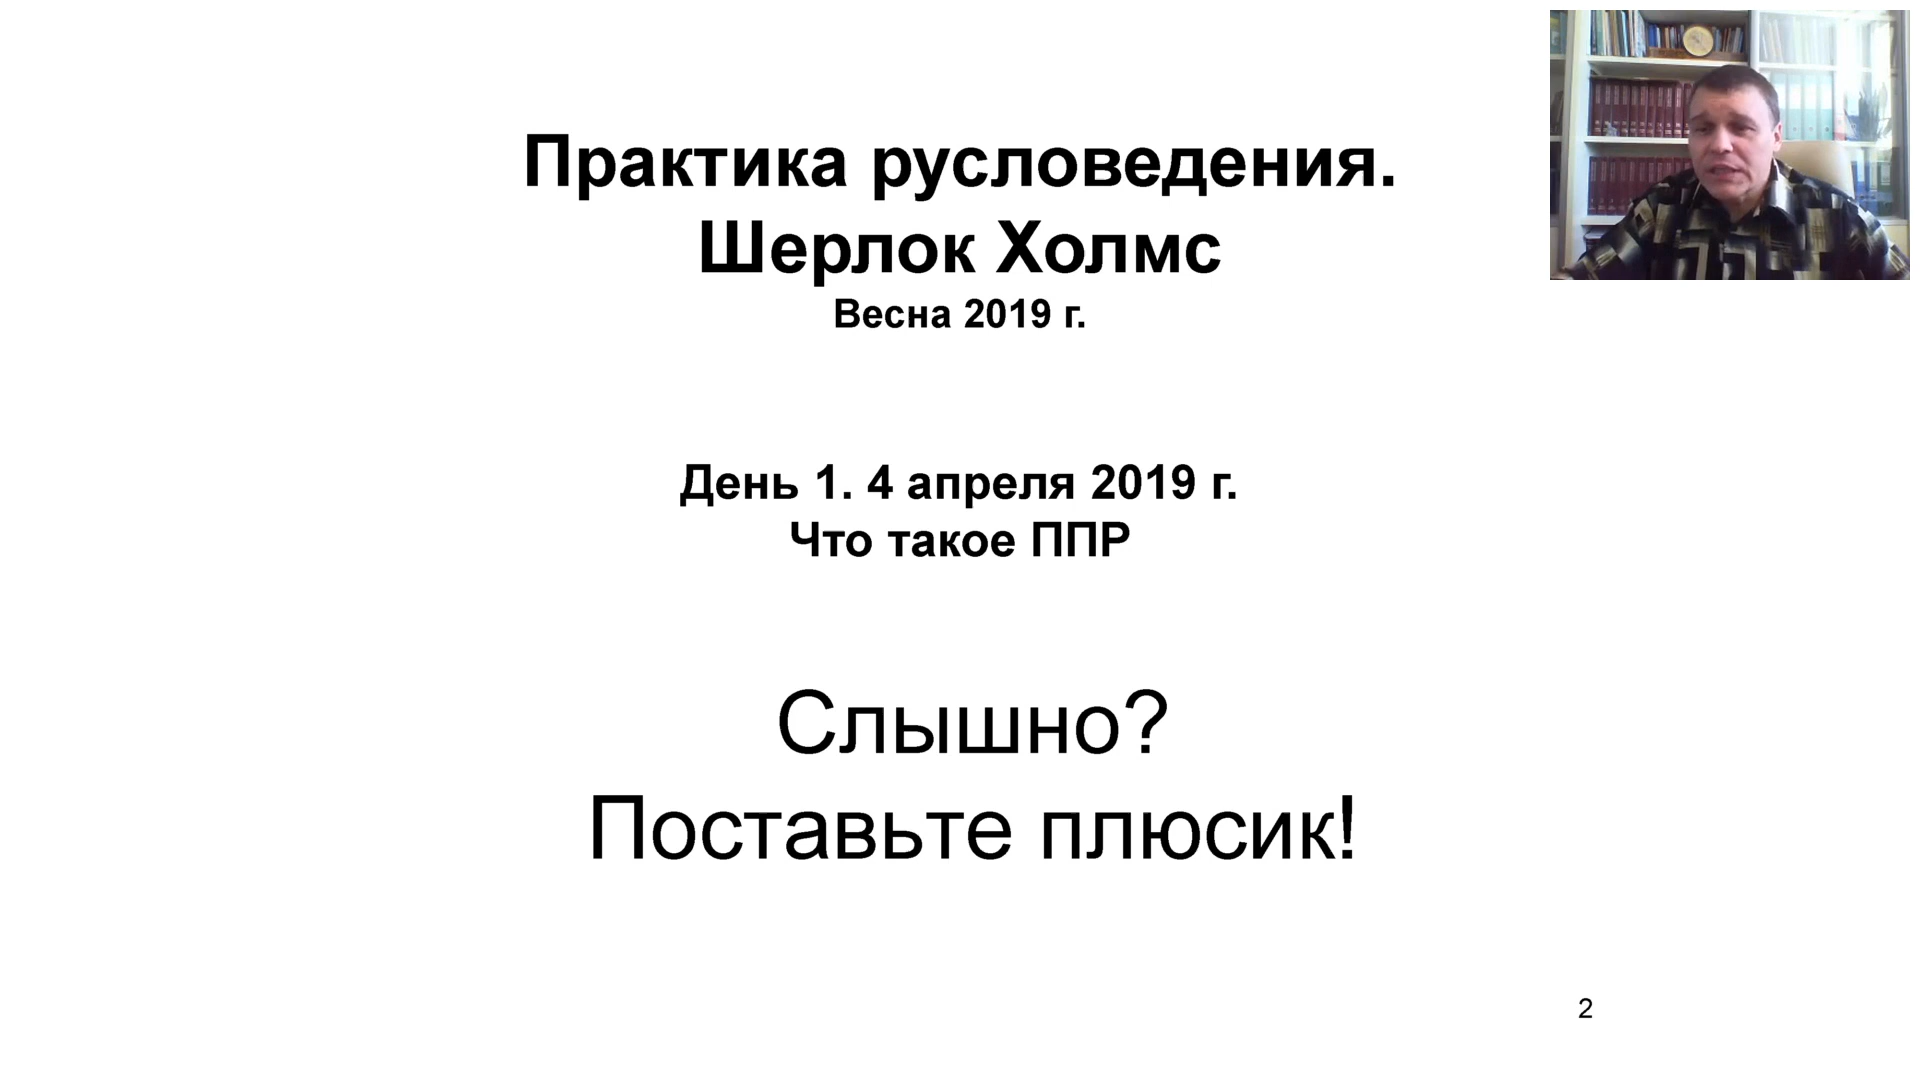 Практика русловедения.
Шерлок Холмс
Весна 2019 г.
День 1. 4 апреля 2019 г.
Что такое ППР
Слышно?
Поставьте плюсик!
2